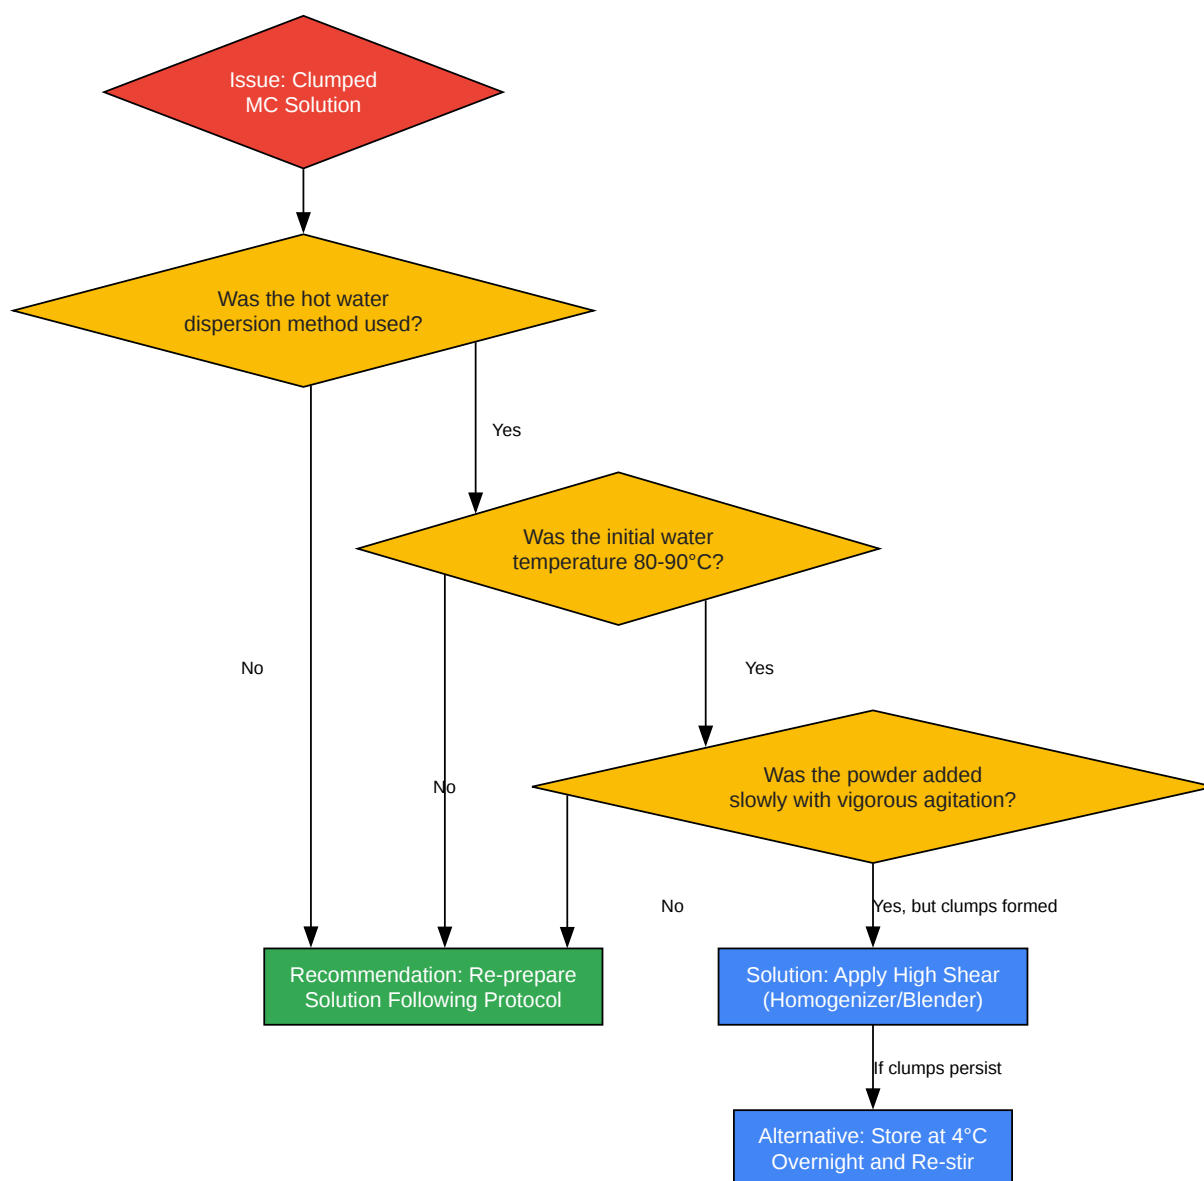 Issue: Clumped
MC Solution
Was the hot water
dispersion method used?
Yes
Was the initial water
temperature 80-90°C?
No
Yes
No
Was the powder added
slowly with vigorous agitation?
No
Yes, but clumps formed
Recommendation: Re-prepare
Solution Following Protocol
Solution: Apply High Shear
(Homogenizer/Blender)
If clumps persist
Alternative: Store at 4°C
Overnight and Re-stir